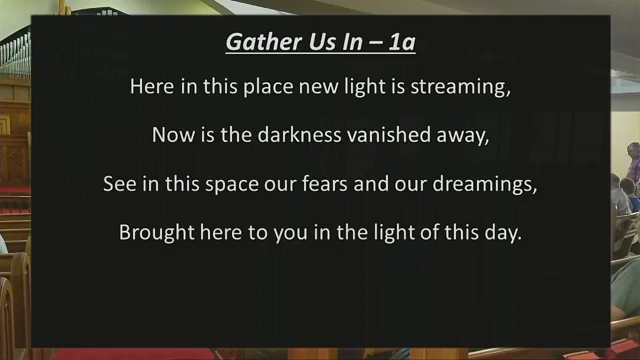 Gather Us In – 1a
Here in this place new light is streaming,
Now is the darkness vanished away,
See in this space our fears and our dreamings,
Brought here to you in the light of this day.